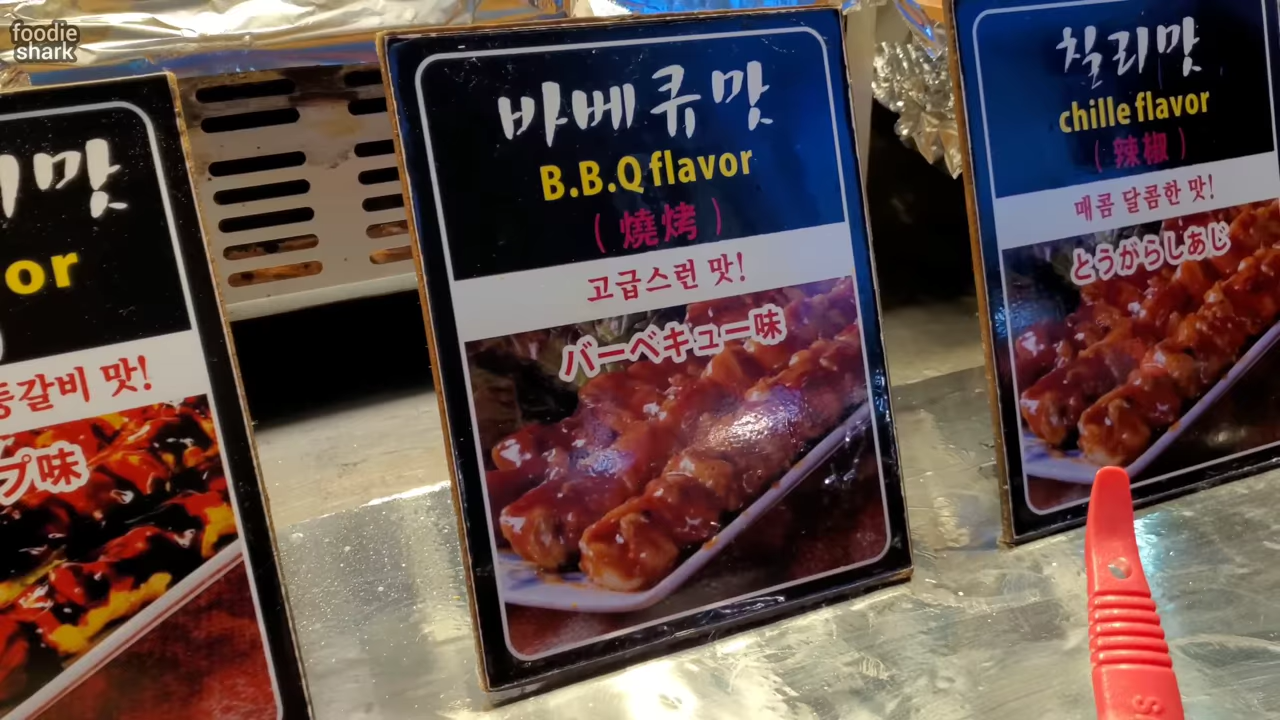 foodie
shark
맛
or
갈비 맛!
プ味
바베큐맛
B.B.Q flavor
(燒烤)
고급스런 맛!
バーベキュー味
칠리맛
chille flavor
(辣椒)
매콤 달콤한 맛!
とうがらしあじ